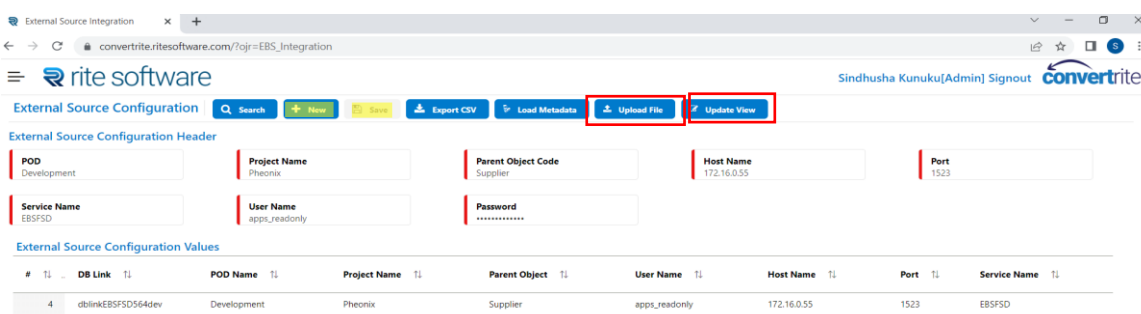 External Source Integration
convertrite.ritesoftware.com/?ojr=EBS_Integration
S
rite software
Sindhusha Kunuku[Admin] Signout
convertrite
External Source Configuration
Search
New
Save
Export CSV
Load Metadata
Upload File
Update View
External Source Configuration Header
POD
Development
Project Name
Pheonix
Parent Object Code
Supplier
Host Name
172.16.0.55
Port
1523
Service Name
EBSFSD
User Name
apps_readonly
Password
•••••••••••••
External Source Configuration Values
# DB Link POD Name Project Name Parent Object User Name Host Name Port Service Name
4 dblinkEBSFSD564dev Development Pheonix Supplier apps_readonly 172.16.0.55 1523 EBSFSD